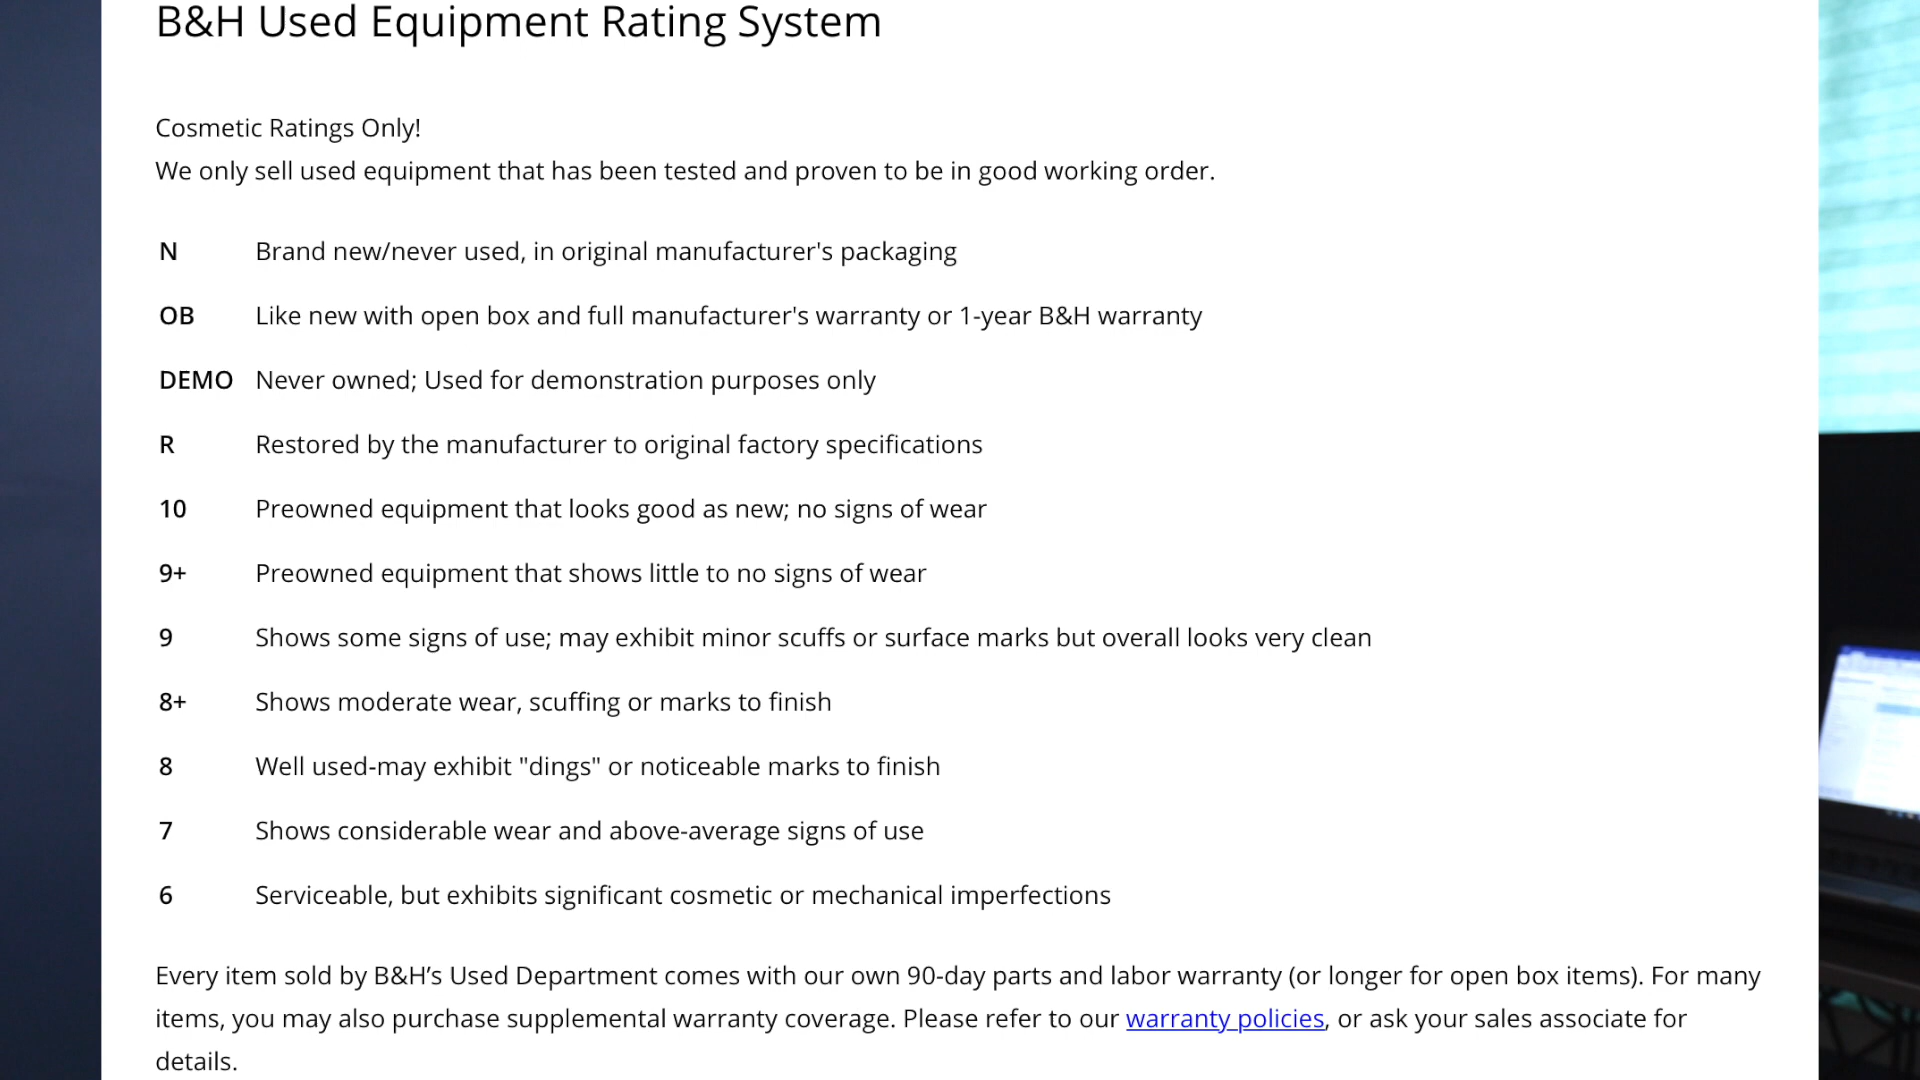 B&H Used Equipment Rating System
Cosmetic Ratings Only!
We only sell used equipment that has been tested and proven to be in good working order.
N Brand new/never used, in original manufacturer's packaging
OB Like new with open box and full manufacturer's warranty or 1-year B&H warranty
DEMO Never owned; Used for demonstration purposes only
R Restored by the manufacturer to original factory specifications
10 Preowned equipment that looks good as new; no signs of wear
9+ Preowned equipment that shows little to no signs of wear
9 Shows some signs of use; may exhibit minor scuffs or surface marks but overall looks very clean
8+ Shows moderate wear, scuffing or marks to finish
8 Well used-may exhibit "dings" or noticeable marks to finish
7 Shows considerable wear and above-average signs of use
6 Serviceable, but exhibits significant cosmetic or mechanical imperfections
Every item sold by B&H’s Used Department comes with our own 90-day parts and labor warranty (or longer for open box items). For many
items, you may also purchase supplemental warranty coverage. Please refer to our warranty policies, or ask your sales associate for
details.